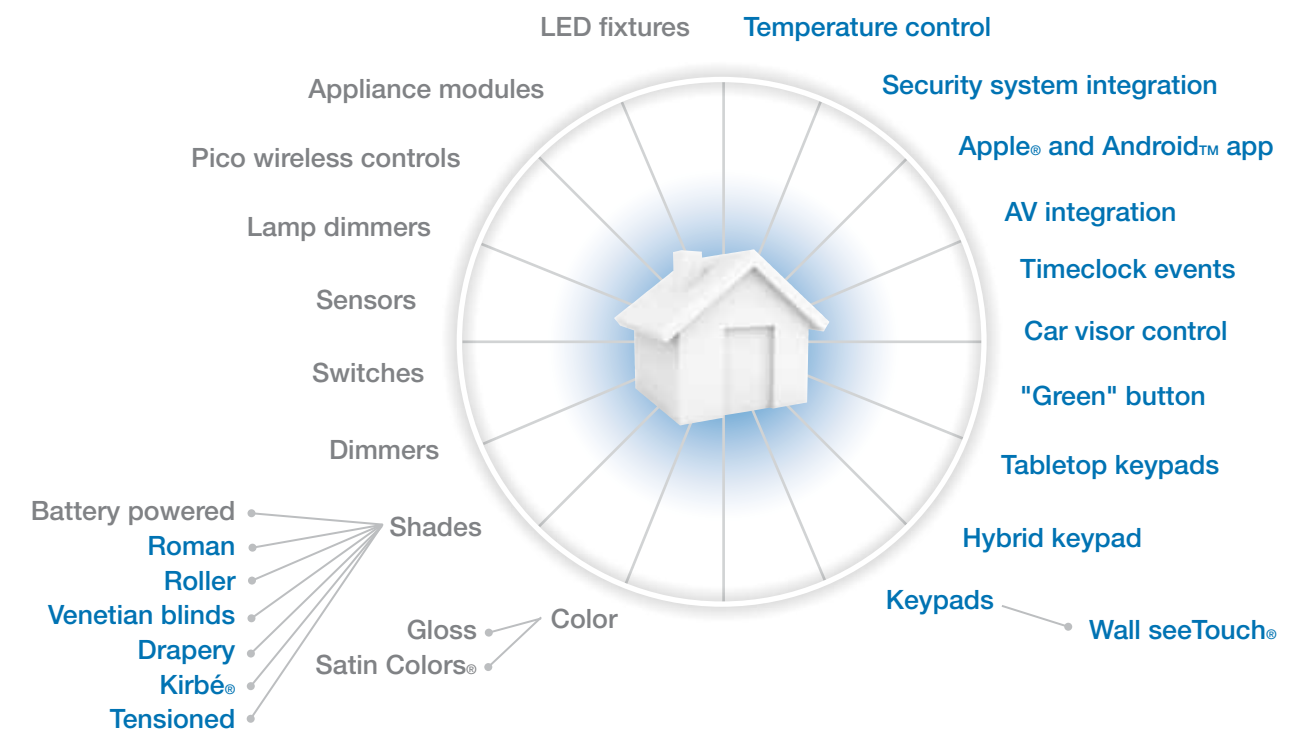 LED fixtures
Temperature control
Appliance modules
Security system integration
Pico wireless controls
Apple® and Android™ app
Lamp dimmers
AV integration
Sensors
Timeclock events
Switches
Car visor control
Dimmers
"Green" button
Shades
Tabletop keypads
Battery powered
Roman
Roller
Venetian blinds
Drapery
Kirbé®
Tensioned
Hybrid keypad
Color
Gloss
Satin Colors®
Keypads
Wall seeTouch®